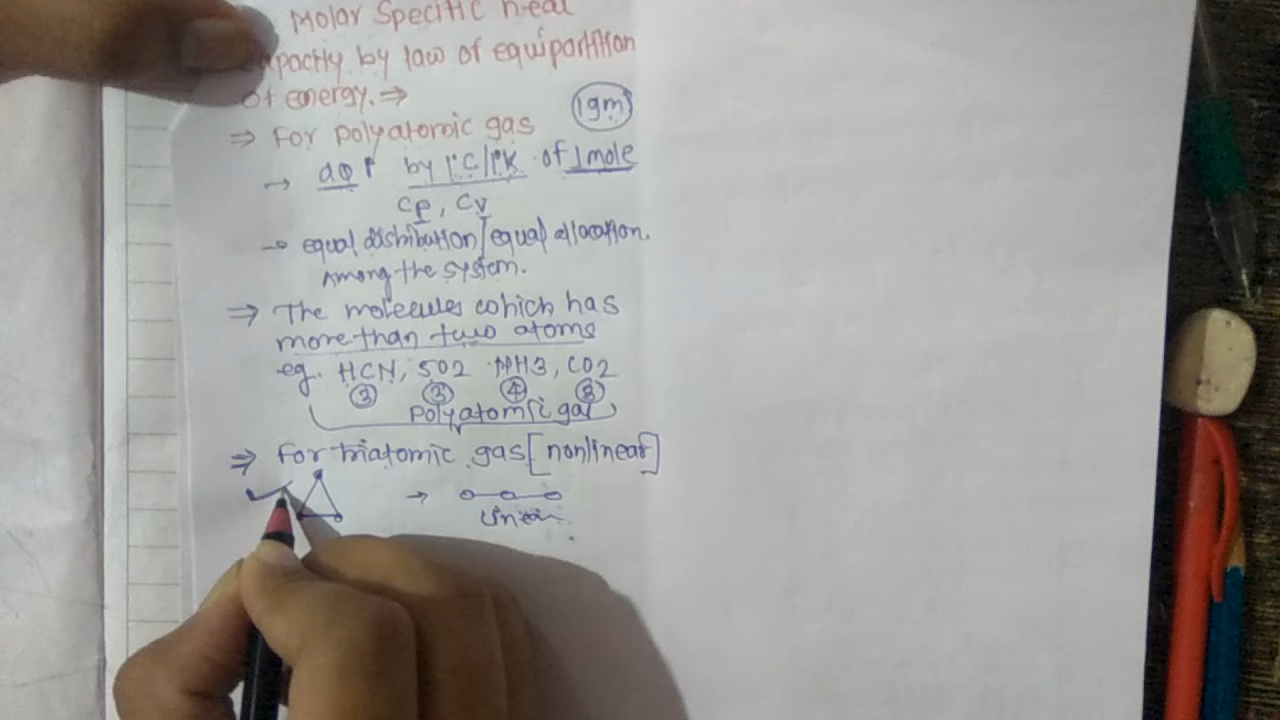 Molar Specific heat
capacity by law of equipartition
of energy. ⇒
1gm
⇒ For polyatomic gas
→ dQ↑ by 1°C/1°K of 1mole
Cp, Cv
→ equal distribution/equal allocation.
Among the system.
⇒ The molecules which has
more than two atoms
eg. HCN, SO2 NH3, CO2
3 3 4 3
polyatomic gas
⇒ For triatomic gas [nonlinear]
→
Linear.